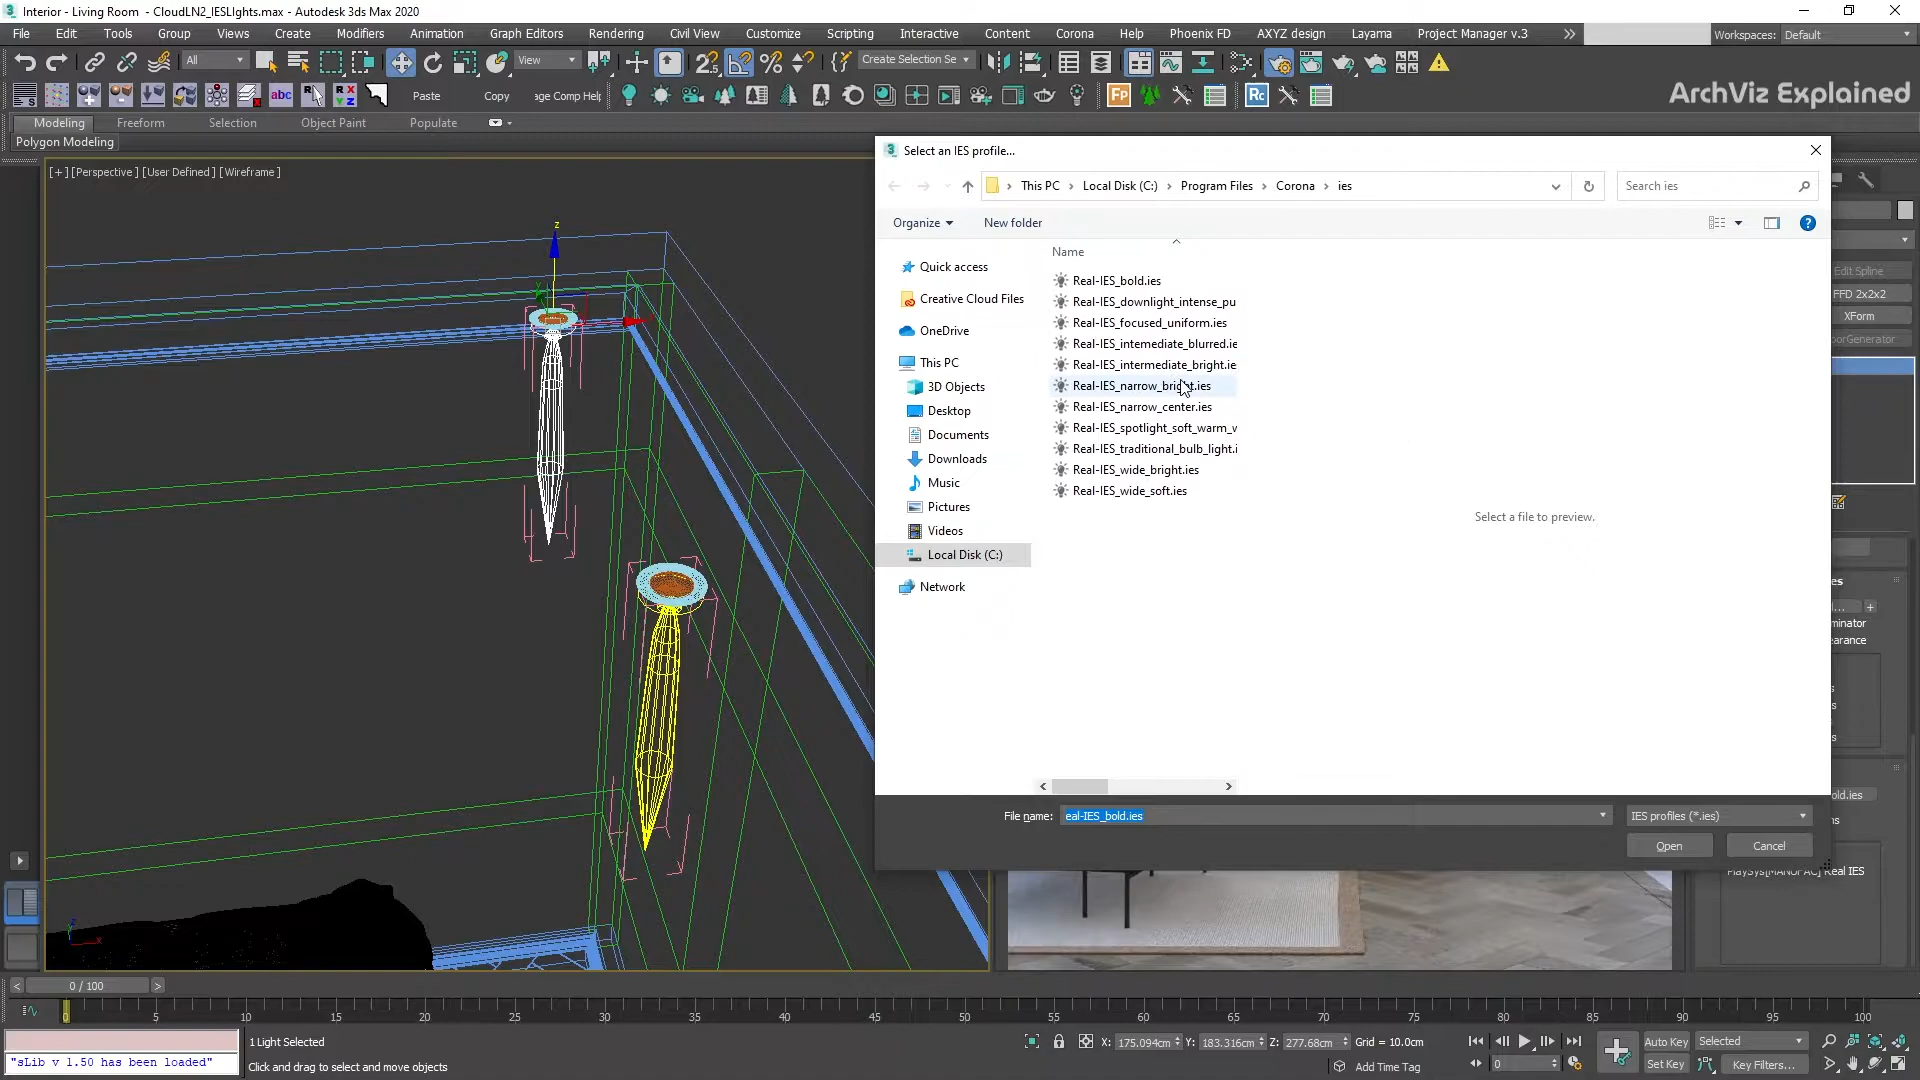 Interior - Living Room - CloudLN2_IESLIghts.max - Autodesk 3ds Max 2020
File Edit Tools Group Views Create Modifiers Animation Graph Editors Rendering Civil View Customize Scripting Interactive Content Corona Help Phoenix FD AXYZ design Layama Project Manager v.3 Workspaces: Default
All View Create Selection Se
abc Paste Copy age Comp Help Fp Rc ArchViz Explained
Modeling Freeform Selection Object Paint Populate
Polygon Modeling
[+] [Perspective ] [User Defined ] [Wireframe ]
Select an IES profile...
This PC Local Disk (C:) Program Files Corona ies Search ies
Organize New folder
Name
Quick access
Creative Cloud Files
OneDrive
This PC
3D Objects
Desktop
Documents
Downloads
Music
Pictures
Videos
Local Disk (C:)
Network
Real-IES_bold.ies
Real-IES_downlight_intense_pu
Real-IES_focused_uniform.ies
Real-IES_intemediate_blurred.ie
Real-IES_intermediate_bright.ie
Real-IES_narrow_bright.ies
Real-IES_narrow_center.ies
Real-IES_spotlight_soft_warm_v
Real-IES_traditional_bulb_light.i
Real-IES_wide_bright.ies
Real-IES_wide_soft.ies
Select a file to preview.
File name: eal-IES_bold.ies IES profiles (*.ies)
Open Cancel
Edit Spline
FFD 2x2x2
XForm
oorGenerator
es
minator
earance
old.ies
ns
PlaySys[MANUFAC] Real IES
z
x
0 / 100
0 5 10 15 20 25 30 35 40 45 50 55 60 65 70 75 80 85 90 95 100
1 Light Selected X: 175.094cm Y: 183.316cm Z: 277.68cm Grid = 10.0cm Auto Key Selected
"sLib v 1.50 has been loaded" Click and drag to select and move objects Add Time Tag 0 Set Key Key Filters...